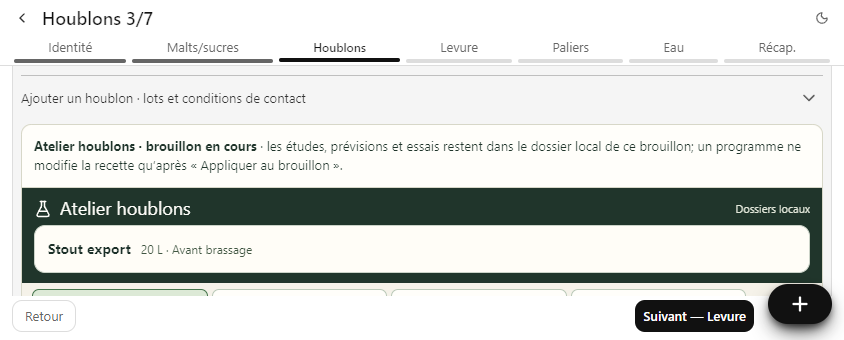 Houblons 3/7
Identité
Malts/sucres
Houblons
Levure
Paliers
Eau
Récap.
Ajouter un houblon · lots et conditions de contact
Atelier houblons · brouillon en cours · les études, prévisions et essais restent dans le dossier local de ce brouillon; un programme ne
modifie la recette qu'après « Appliquer au brouillon ».
Atelier houblons
Dossiers locaux
Stout export 20 L · Avant brassage
Retour
Suivant — Levure
+